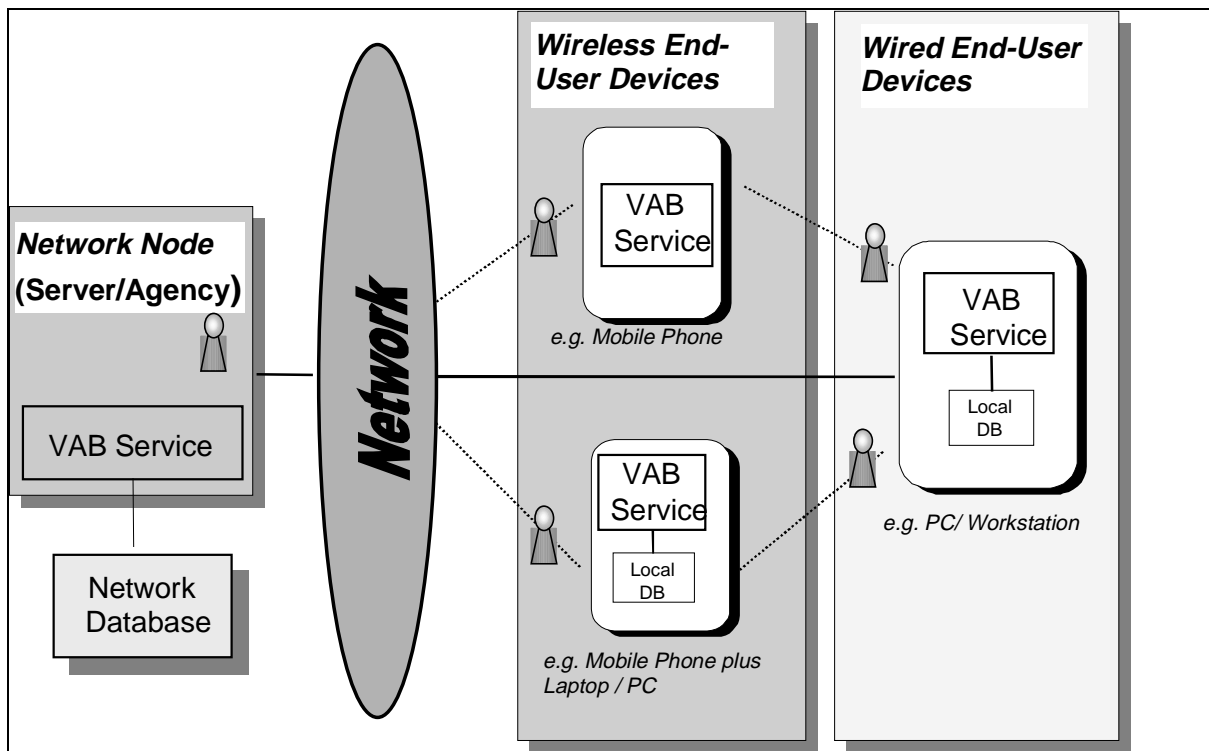 Network Node
(Server/Agency)
VAB Service
Network
Database
Network
Wireless End-
User Devices
VAB
Service
e.g. Mobile Phone
VAB
Service
Local
DB
e.g. Mobile Phone plus
Laptop / PC
Wired End-User
Devices
VAB
Service
Local
DB
e.g. PC/ Workstation